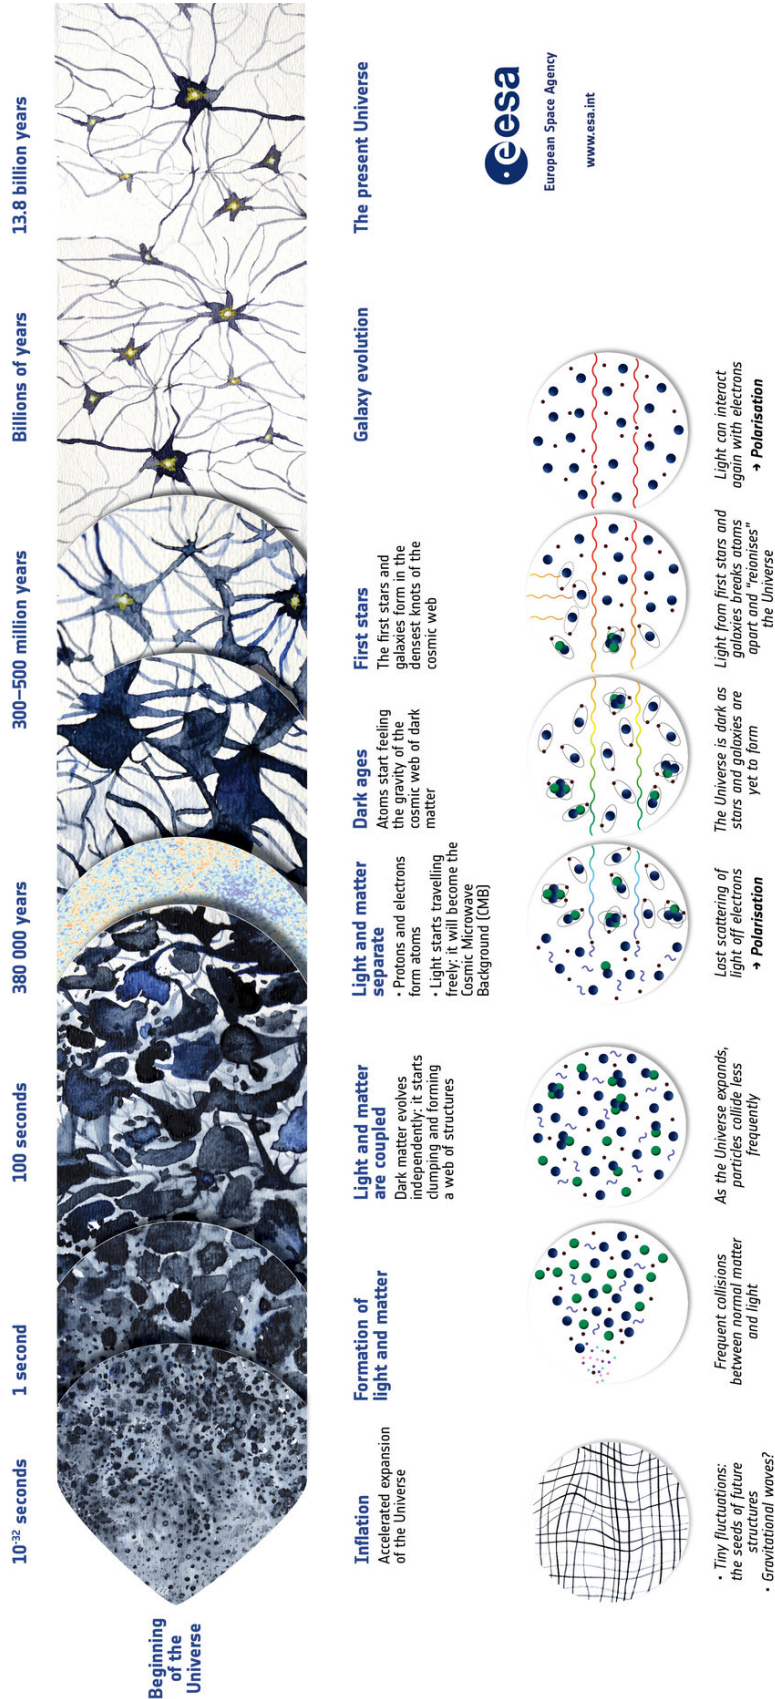 Beginning
of the
Universe
10⁻³² seconds
1 second
100 seconds
380 000 years
300–500 million years
Billions of years
13.8 billion years
Inflation
Accelerated expansion
of the Universe
Formation of
light and matter
Light and matter
are coupled
Dark matter evolves
independently: it starts
clumping and forming
a web of structures
Light and matter
separate
• Protons and electrons
form atoms
• Light starts travelling
freely: it will become the
Cosmic Microwave
Background (CMB)
Dark ages
Atoms start feeling
the gravity of the
cosmic web of dark
matter
First stars
The first stars and
galaxies form in the
densest knots of the
cosmic web
Galaxy evolution
The present Universe
• Tiny fluctuations:
the seeds of future
structures
• Gravitational waves?
Frequent collisions
between normal matter
and light
As the Universe expands,
particles collide less
frequently
Last scattering of
light off electrons
→ Polarisation
The Universe is dark as
stars and galaxies are
yet to form
Light from first stars and
galaxies breaks atoms
apart and "reionises"
the Universe
Light can interact
again with electrons
→ Polarisation
esa
European Space Agency
www.esa.int